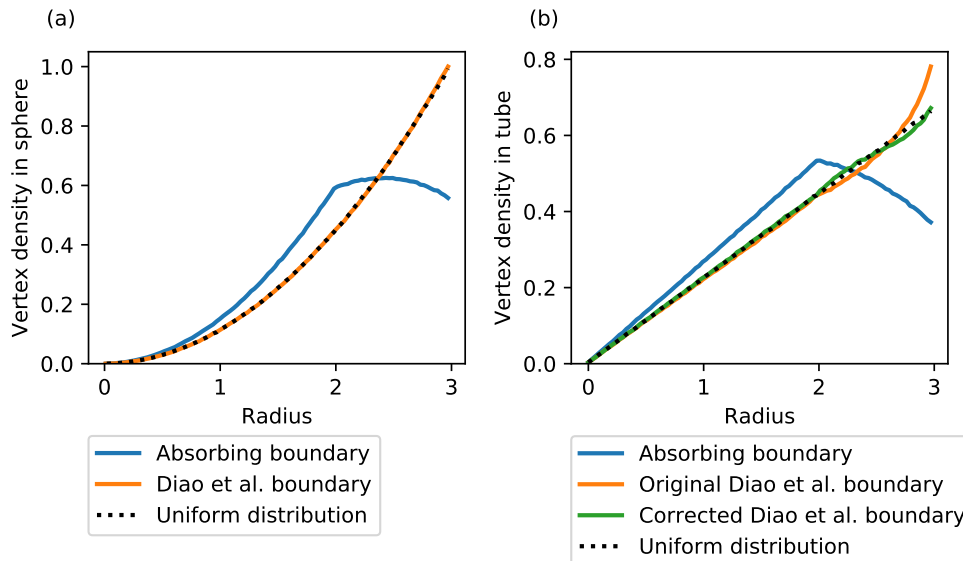 (a)
Vertex density in sphere
1.0
0.8
0.6
0.4
0.2
0.0
0
1
2
3
Radius
Absorbing boundary
Diao et al. boundary
Uniform distribution
(b)
Vertex density in tube
0.8
0.6
0.4
0.2
0.0
0
1
2
3
Radius
Absorbing boundary
Original Diao et al. boundary
Corrected Diao et al. boundary
Uniform distribution